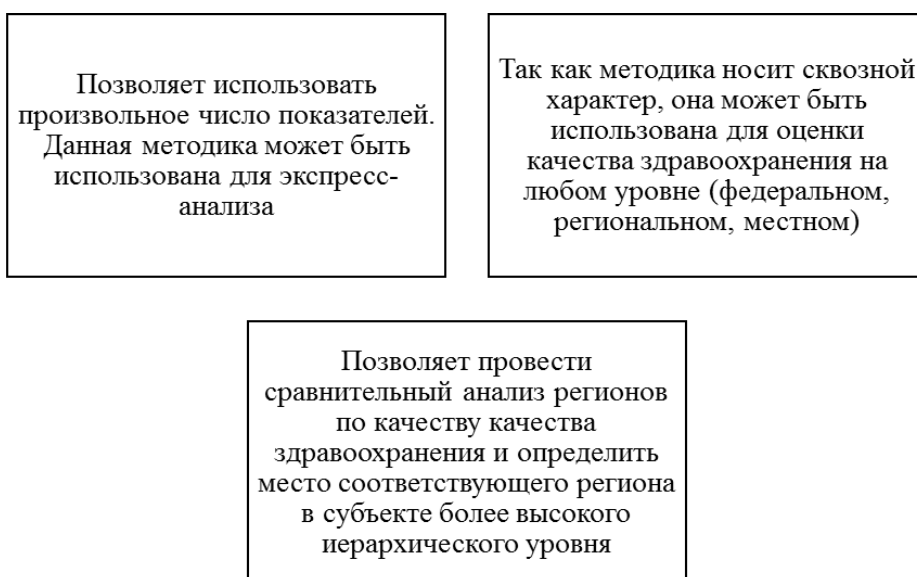 Позволяет использовать
произвольное число показателей.
Данная методика может быть
использована для экспресс-
анализа
Так как методика носит сквозной
характер, она может быть
использована для оценки
качества здравоохранения на
любом уровне (федеральном,
региональном, местном)
Позволяет провести
сравнительный анализ регионов
по качеству качества
здравоохранения и определить
место соответствующего региона
в субъекте более высокого
иерархического уровня